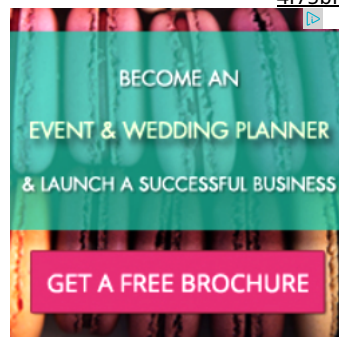 BECOME AN
EVENT & WEDDING PLANNER
& LAUNCH A SUCCESSFUL BUSINESS
GET A FREE BROCHURE